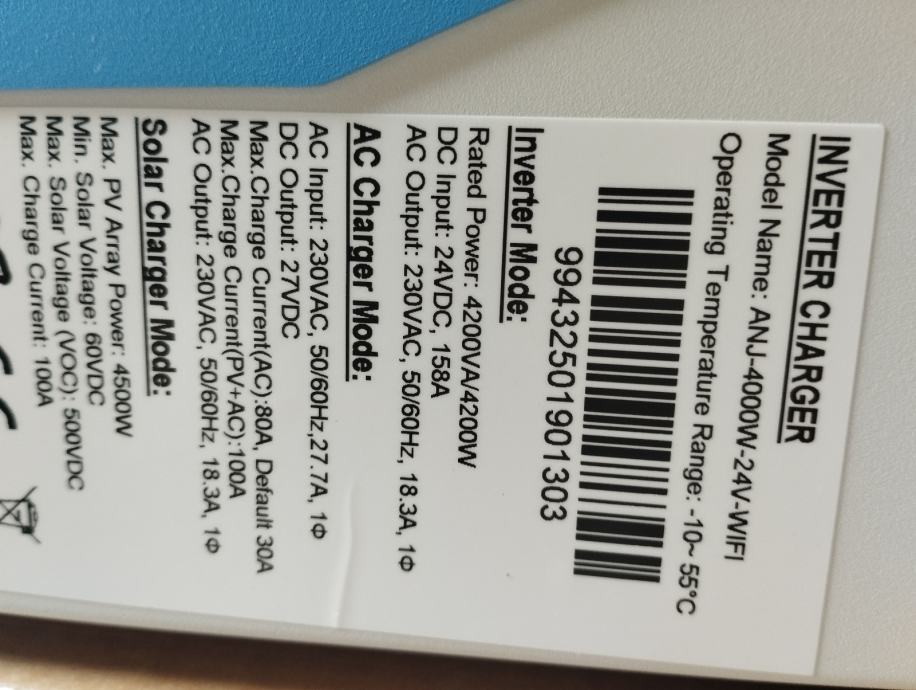 INVERTER CHARGER
Model Name: ANJ-4000W-24V-WIFI
Operating Temperature Range: -10~ 55°C
99432501901303
Inverter Mode:
Rated Power: 4200VA/4200W
DC Input: 24VDC, 158A
AC Output: 230VAC, 50/60Hz, 18.3A, 1Φ
AC Charger Mode:
AC Input: 230VAC, 50/60Hz,27.7A, 1Φ
DC Output: 27VDC
Max.Charge Current(AC):80A, Default 30A
Max.Charge Current(PV+AC):100A
AC Output: 230VAC, 50/60Hz, 18.3A, 1Φ
Solar Charger Mode:
Max. PV Array Power: 4500W
Min. Solar Voltage: 60VDC
Max. Solar Voltage (VOC): 500VDC
Max. Charge Current: 100A